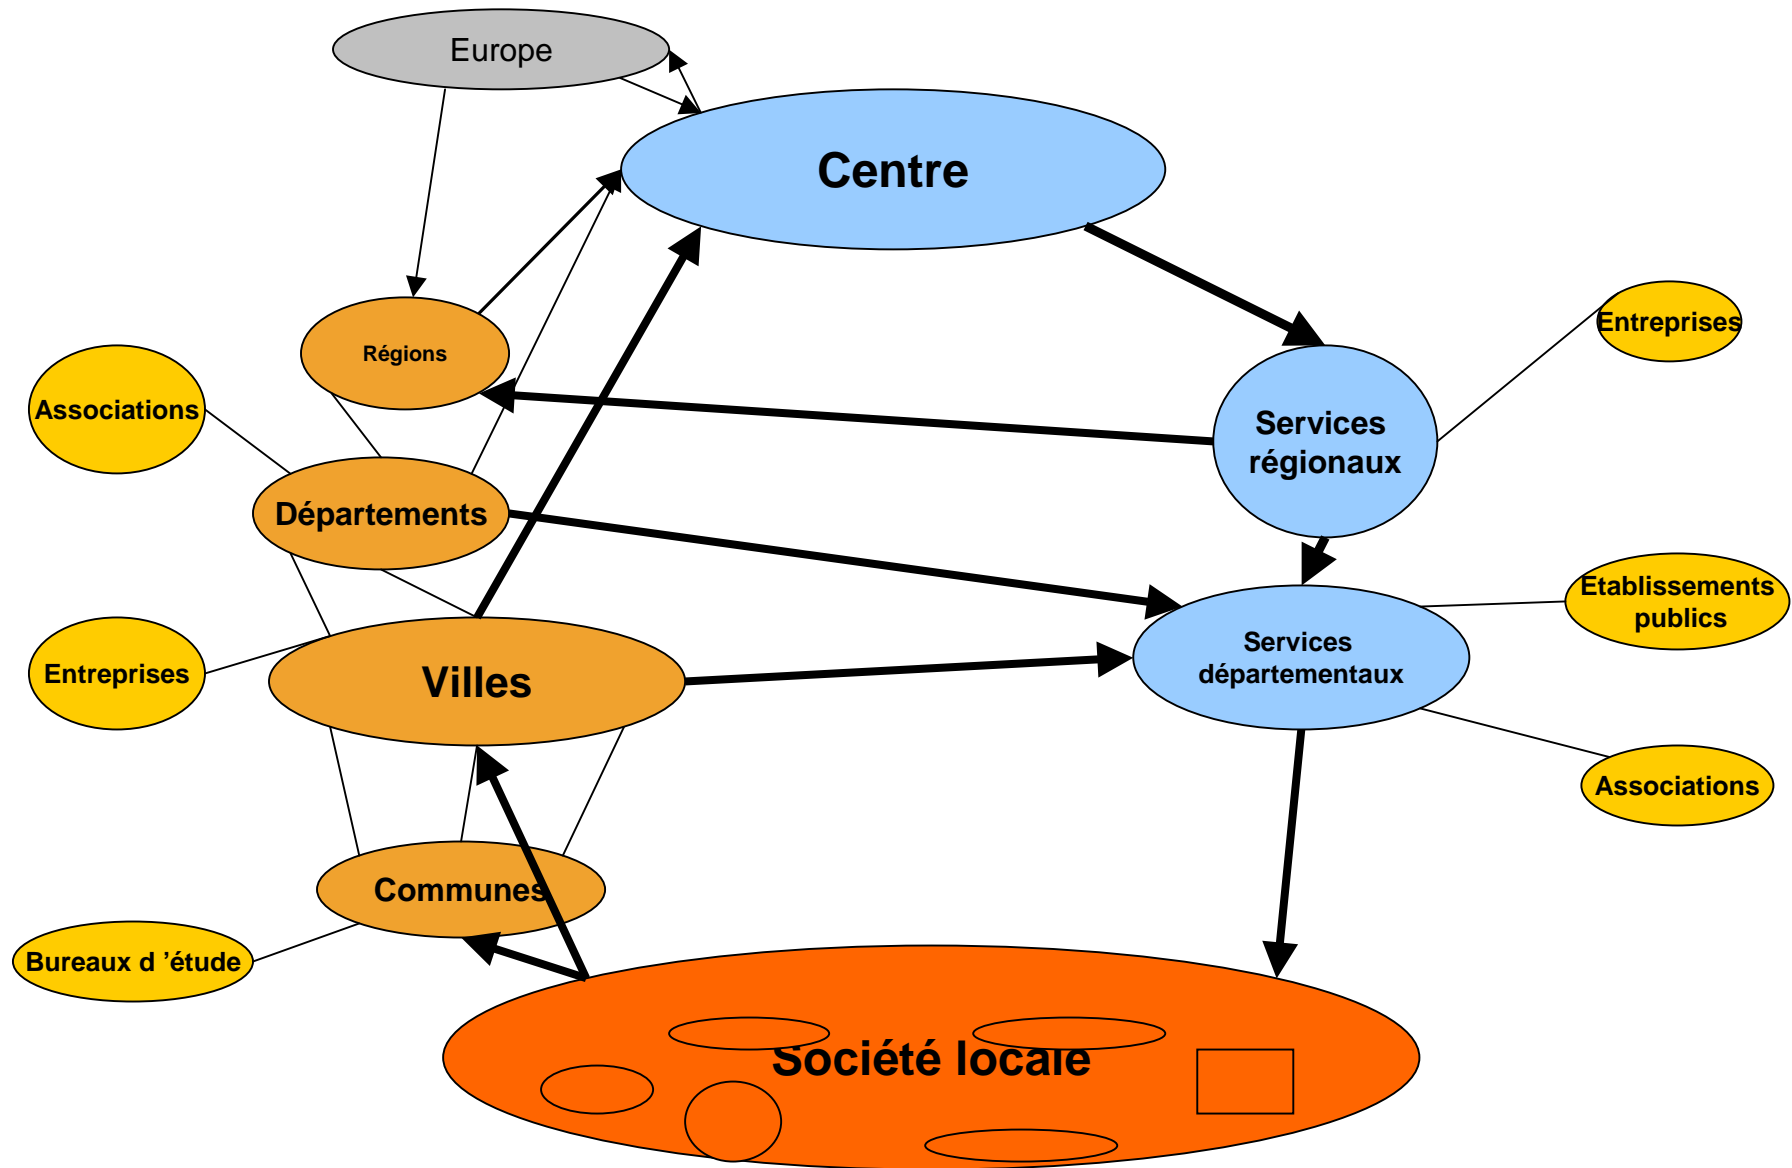 Europe
Centre
Entreprises
Régions
Associations
Services
régionaux
Départements
Etablissements
publics
Services
départementaux
Entreprises
Villes
Associations
Communes
Bureaux d ’étude
Société locale